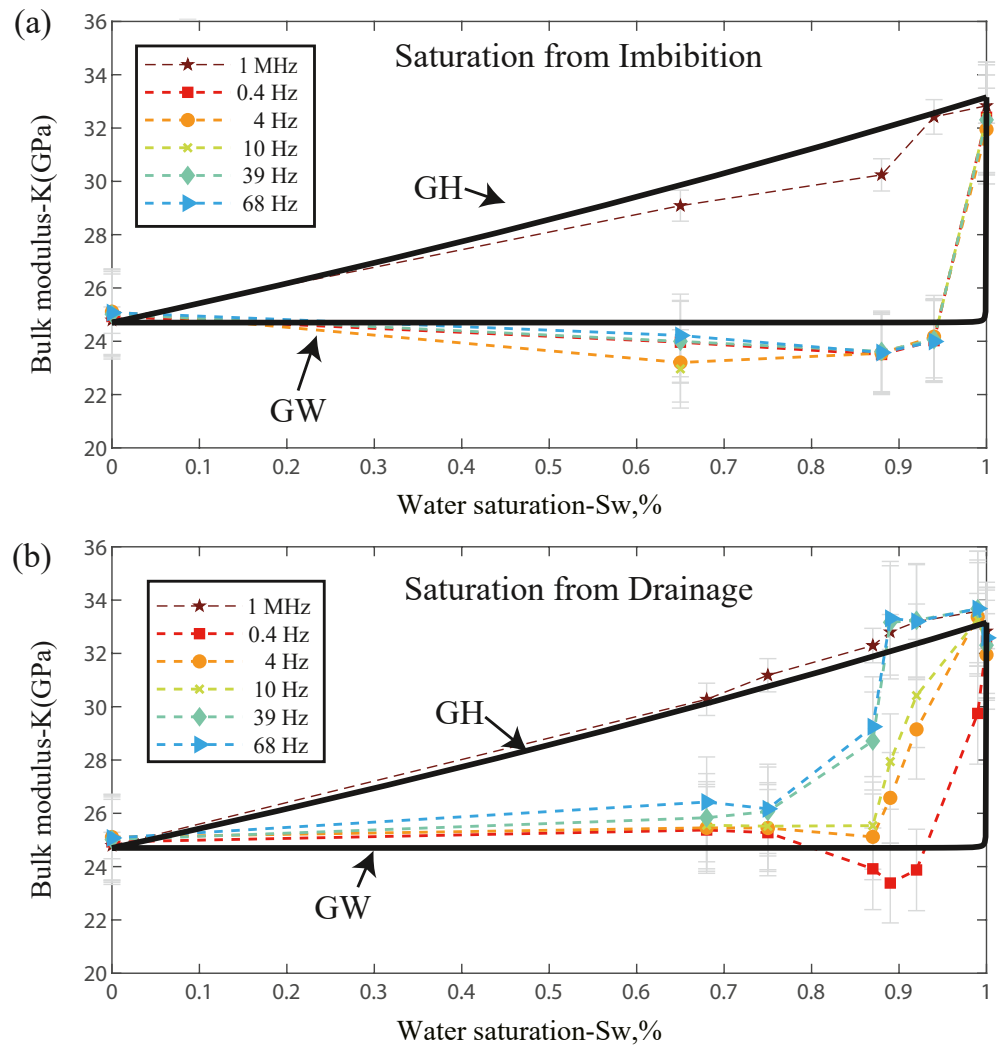 (a)
36
34
32
30
28
26
24
22
20
Bulk modulus-K(GPa)
Saturation from Imbibition
1 MHz
0.4 Hz
4 Hz
10 Hz
39 Hz
68 Hz
GH
GW
0 0.1 0.2 0.3 0.4 0.5 0.6 0.7 0.8 0.9 1
Water saturation-Sw,%
(b)
36
34
32
30
28
26
24
22
20
Bulk modulus-K(GPa)
Saturation from Drainage
1 MHz
0.4 Hz
4 Hz
10 Hz
39 Hz
68 Hz
GH
GW
0 0.1 0.2 0.3 0.4 0.5 0.6 0.7 0.8 0.9 1
Water saturation-Sw,%